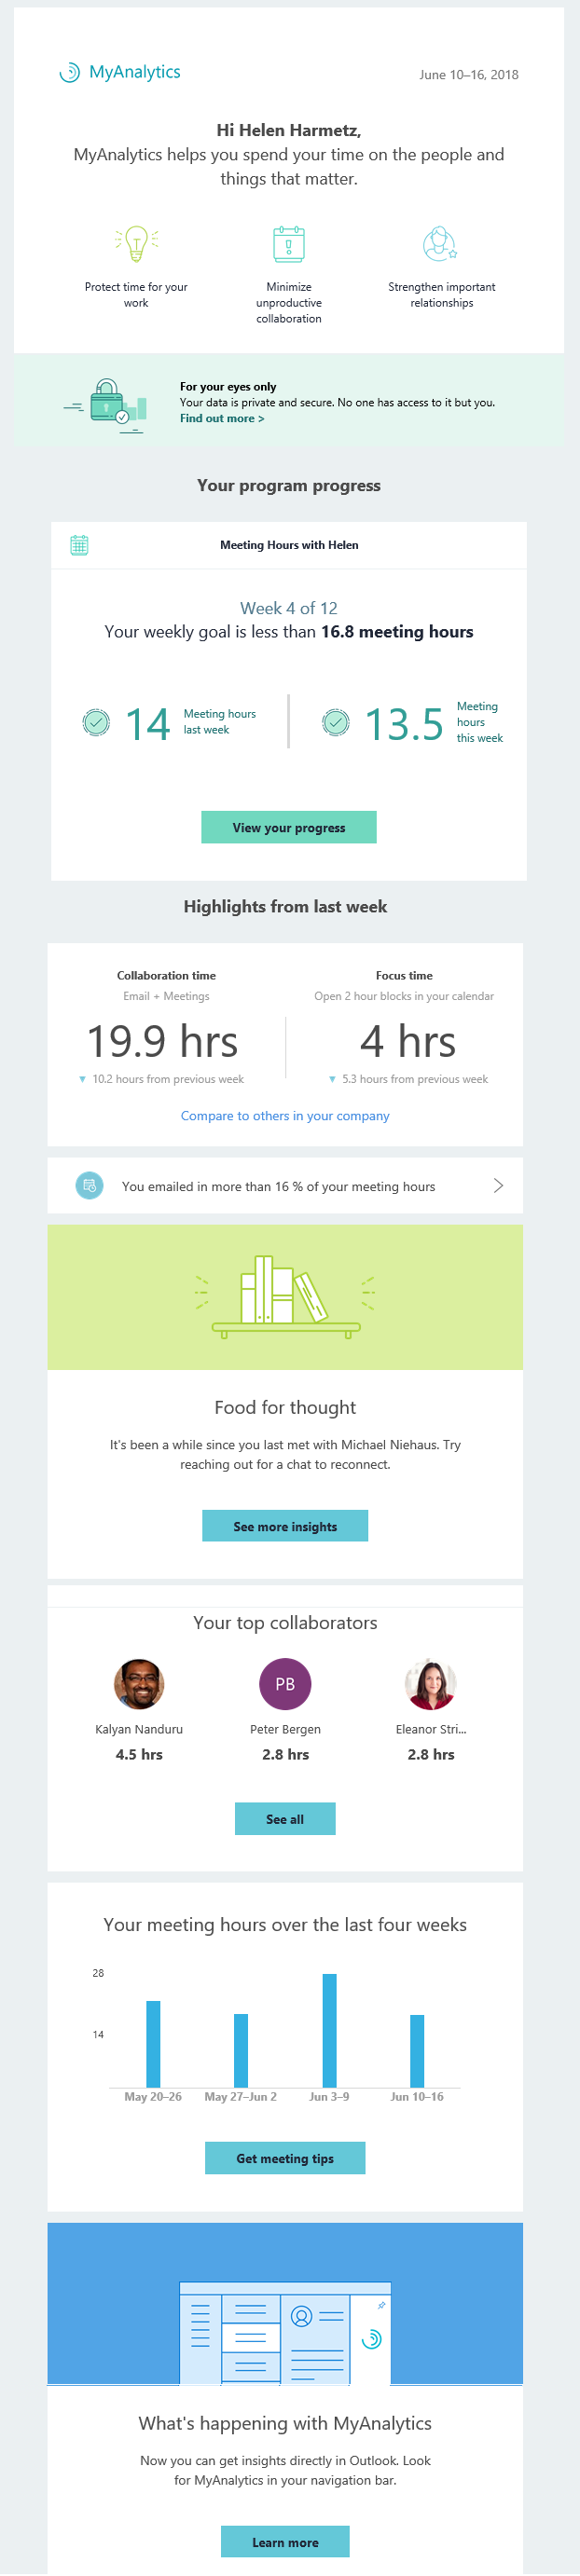 MyAnalytics
June 10–16, 2018
Hi Helen Harmetz,
MyAnalytics helps you spend your time on the people and
things that matter.
Protect time for your
work
Minimize
unproductive
collaboration
Strengthen important
relationships
For your eyes only
Your data is private and secure. No one has access to it but you.
Find out more >
Your program progress
Meeting Hours with Helen
Week 4 of 12
Your weekly goal is less than 16.8 meeting hours
14
Meeting hours
last week
13.5
Meeting
hours
this week
View your progress
Highlights from last week
Collaboration time
Email + Meetings
19.9 hrs
▼ 10.2 hours from previous week
Focus time
Open 2 hour blocks in your calendar
4 hrs
▼ 5.3 hours from previous week
Compare to others in your company
You emailed in more than 16 % of your meeting hours
Food for thought
It's been a while since you last met with Michael Niehaus. Try
reaching out for a chat to reconnect.
See more insights
Your top collaborators
PB
Kalyan Nanduru
4.5 hrs
Peter Bergen
2.8 hrs
Eleanor Stri...
2.8 hrs
See all
Your meeting hours over the last four weeks
28
14
May 20–26 May 27–Jun 2 Jun 3–9 Jun 10–16
Get meeting tips
What's happening with MyAnalytics
Now you can get insights directly in Outlook. Look
for MyAnalytics in your navigation bar.
Learn more